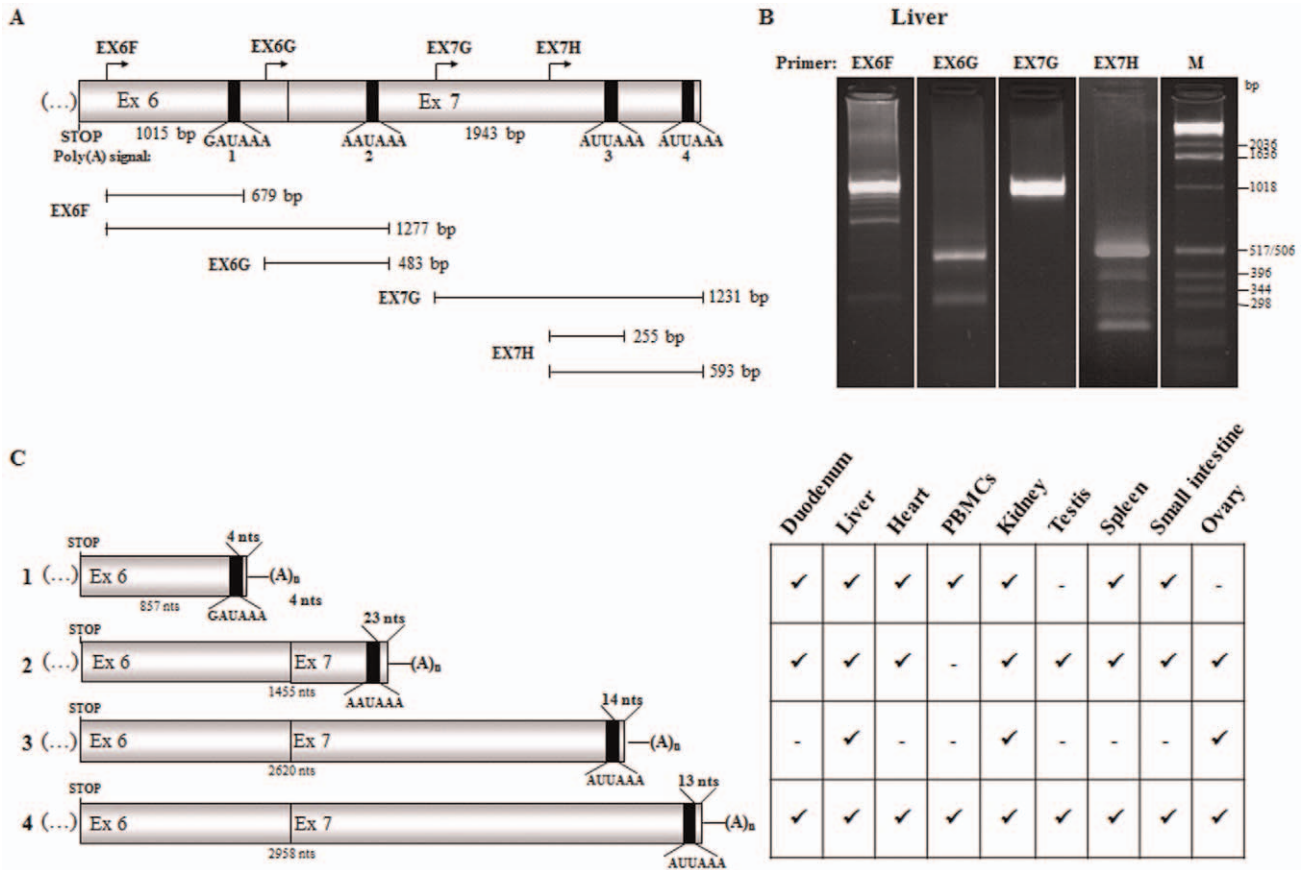 A
EX6F EX6G EX7G EX7H
(...) Ex 6 Ex 7
STOP 1015 bp GAUAAA AAUAAA 1943 bp AUUAAA AUUAAA
Poly(A) signal: 1 2 3 4
679 bp
EX6F
1277 bp
EX6G 483 bp
EX7G 1231 bp
255 bp
EX7H
593 bp
B Liver
Primer: EX6F EX6G EX7G EX7H M
bp
2036
1636
1018
517/506
396
344
298
C
STOP 4 nts
1 (...) Ex 6 (A)n
857 nts GAUAAA 4 nts
STOP 23 nts
2 (...) Ex 6 Ex 7 (A)n
1455 nts AAUAAA
STOP 14 nts
3 (...) Ex 6 Ex 7 (A)n
2620 nts AUUAAA
STOP 13 nts
4 (...) Ex 6 Ex 7 (A)n
2958 nts AUUAAA
Duodenum Liver Heart PBMCs Kidney Testis Spleen Small intestine Ovary
✓ ✓ ✓ ✓ ✓ - ✓ ✓ -
✓ ✓ ✓ - ✓ ✓ ✓ ✓ ✓
- ✓ - - ✓ - - - ✓
✓ ✓ ✓ ✓ ✓ ✓ ✓ ✓ ✓